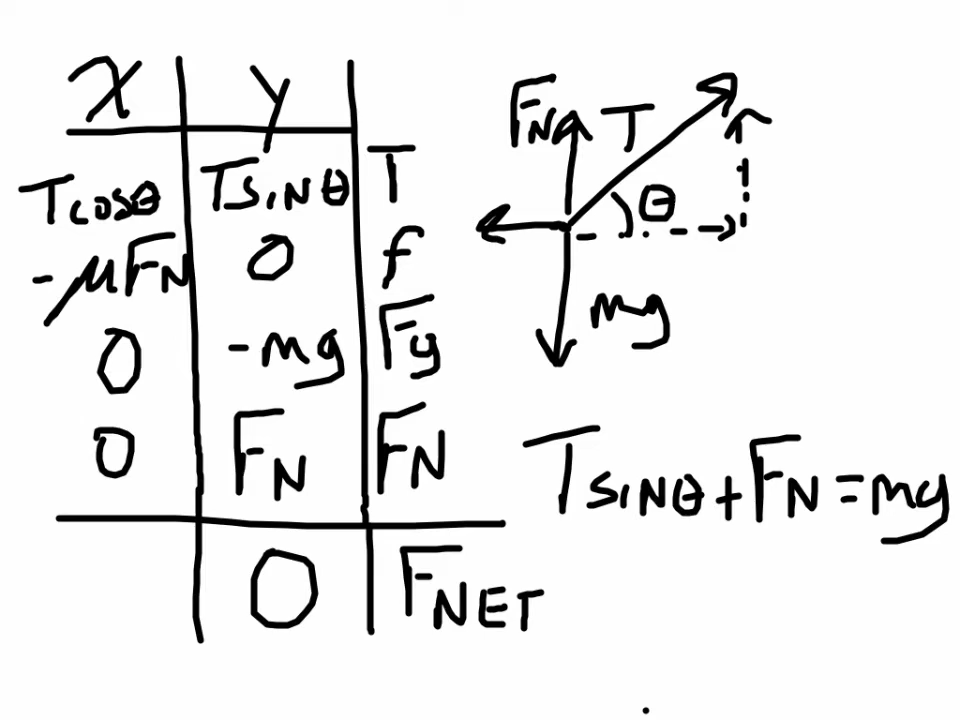 x y
Tcosθ Tsinθ T
-μFN 0 f
0 -mg Fg
0 FN FN
0 FNET
FN T
θ
mg
Tsinθ+FN=mg